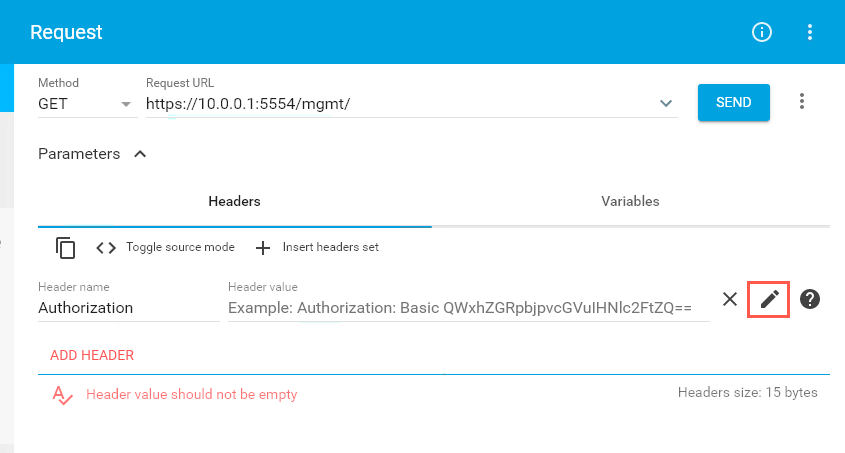 Request
Method
Request URL
GET
https://10.0.0.1:5554/mgmt/
SEND
Parameters
Headers
Variables
Toggle source mode
Insert headers set
Header name
Header value
Authorization
Example: Authorization: Basic QWxhZGRpbjpvcGVuIHNlc2FtZQ==
ADD HEADER
Header value should not be empty
Headers size: 15 bytes